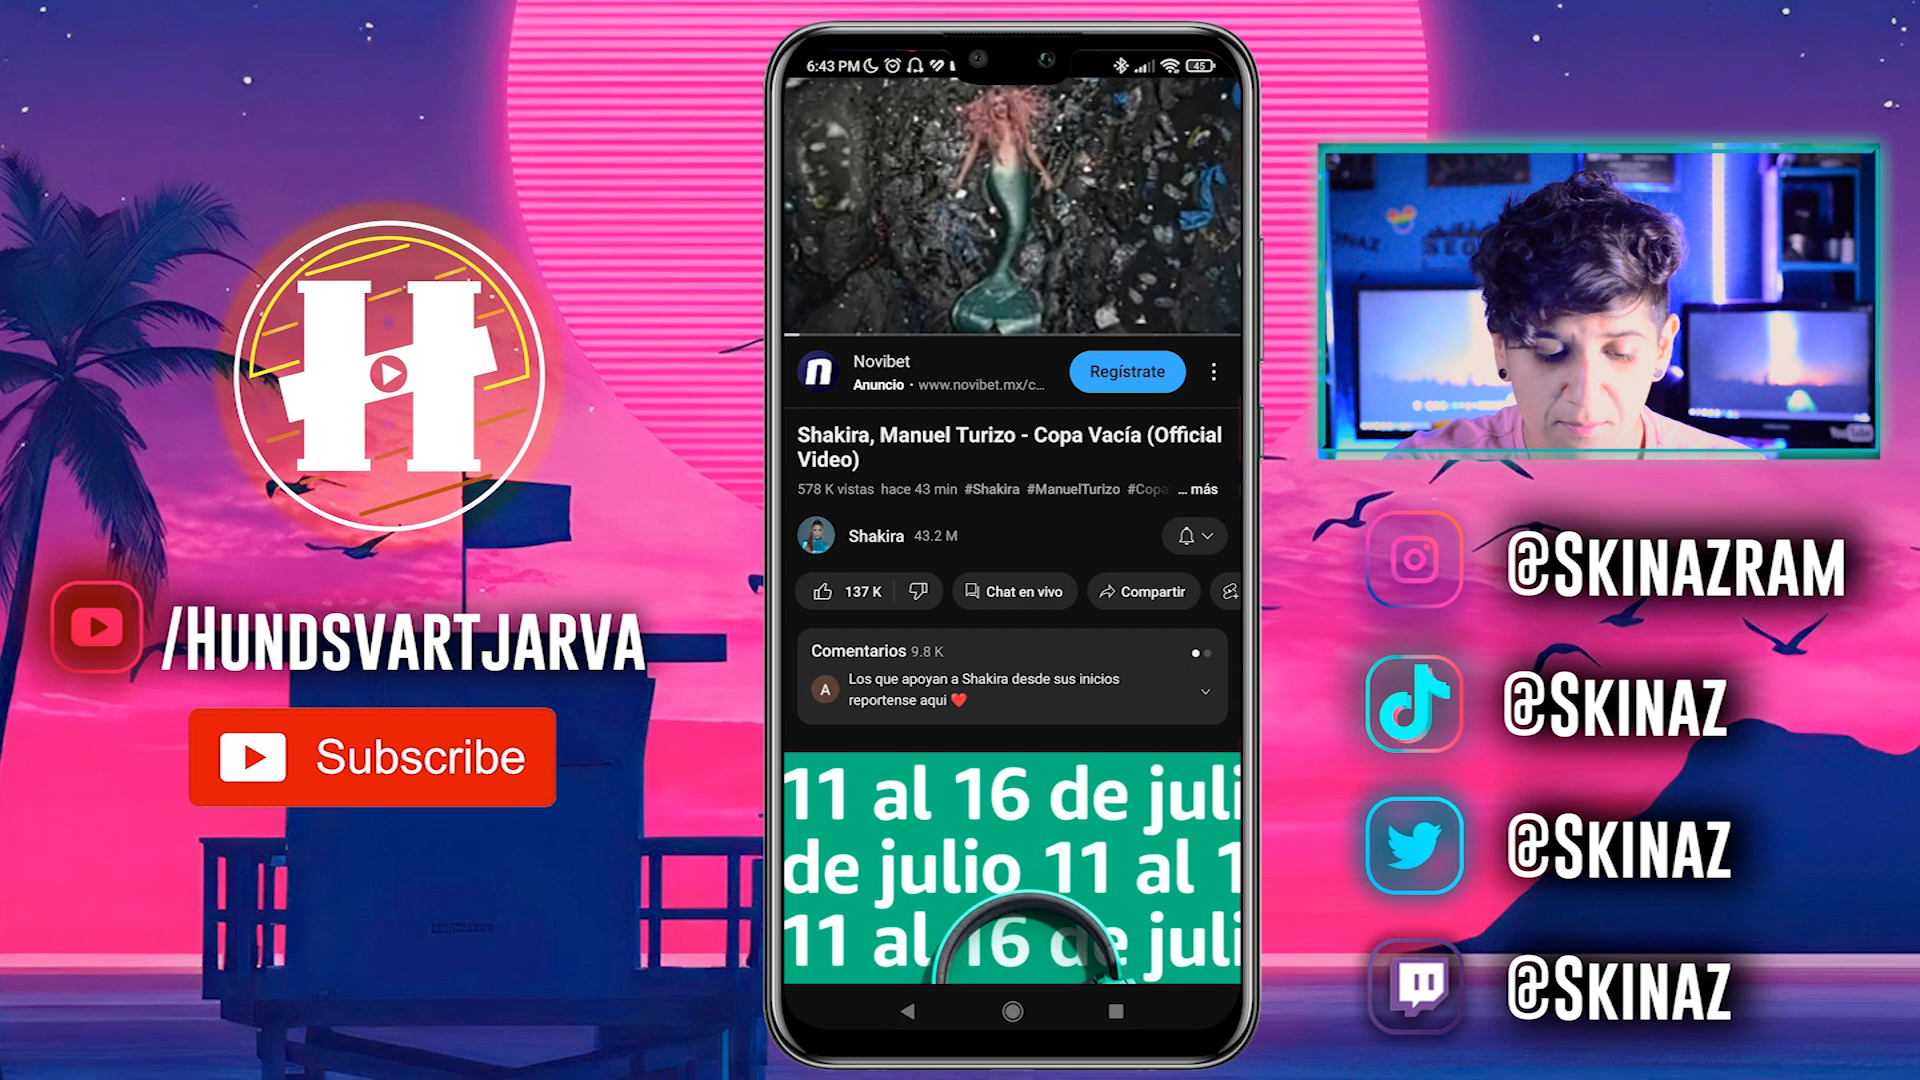 H
/HUNDSVARTJARVA
Subscribe
6:43 PM
45
Novibet
Anuncio · www.novibet.mx/c...
Regístrate
Shakira, Manuel Turizo - Copa Vacía (Official
Video)
578 K vistas hace 43 min #Shakira #ManuelTurizo #Copa ... más
Shakira 43.2 M
137 K
Chat en vivo
Compartir
Comentarios 9.8 K
A
Los que apoyan a Shakira desde sus inicios
reportense aqui ❤️
11 al 16 de juli
de julio 11 al 1
11 al 16 de juli
@SKINAZRAM
@SKINAZ
@SKINAZ
@SKINAZ